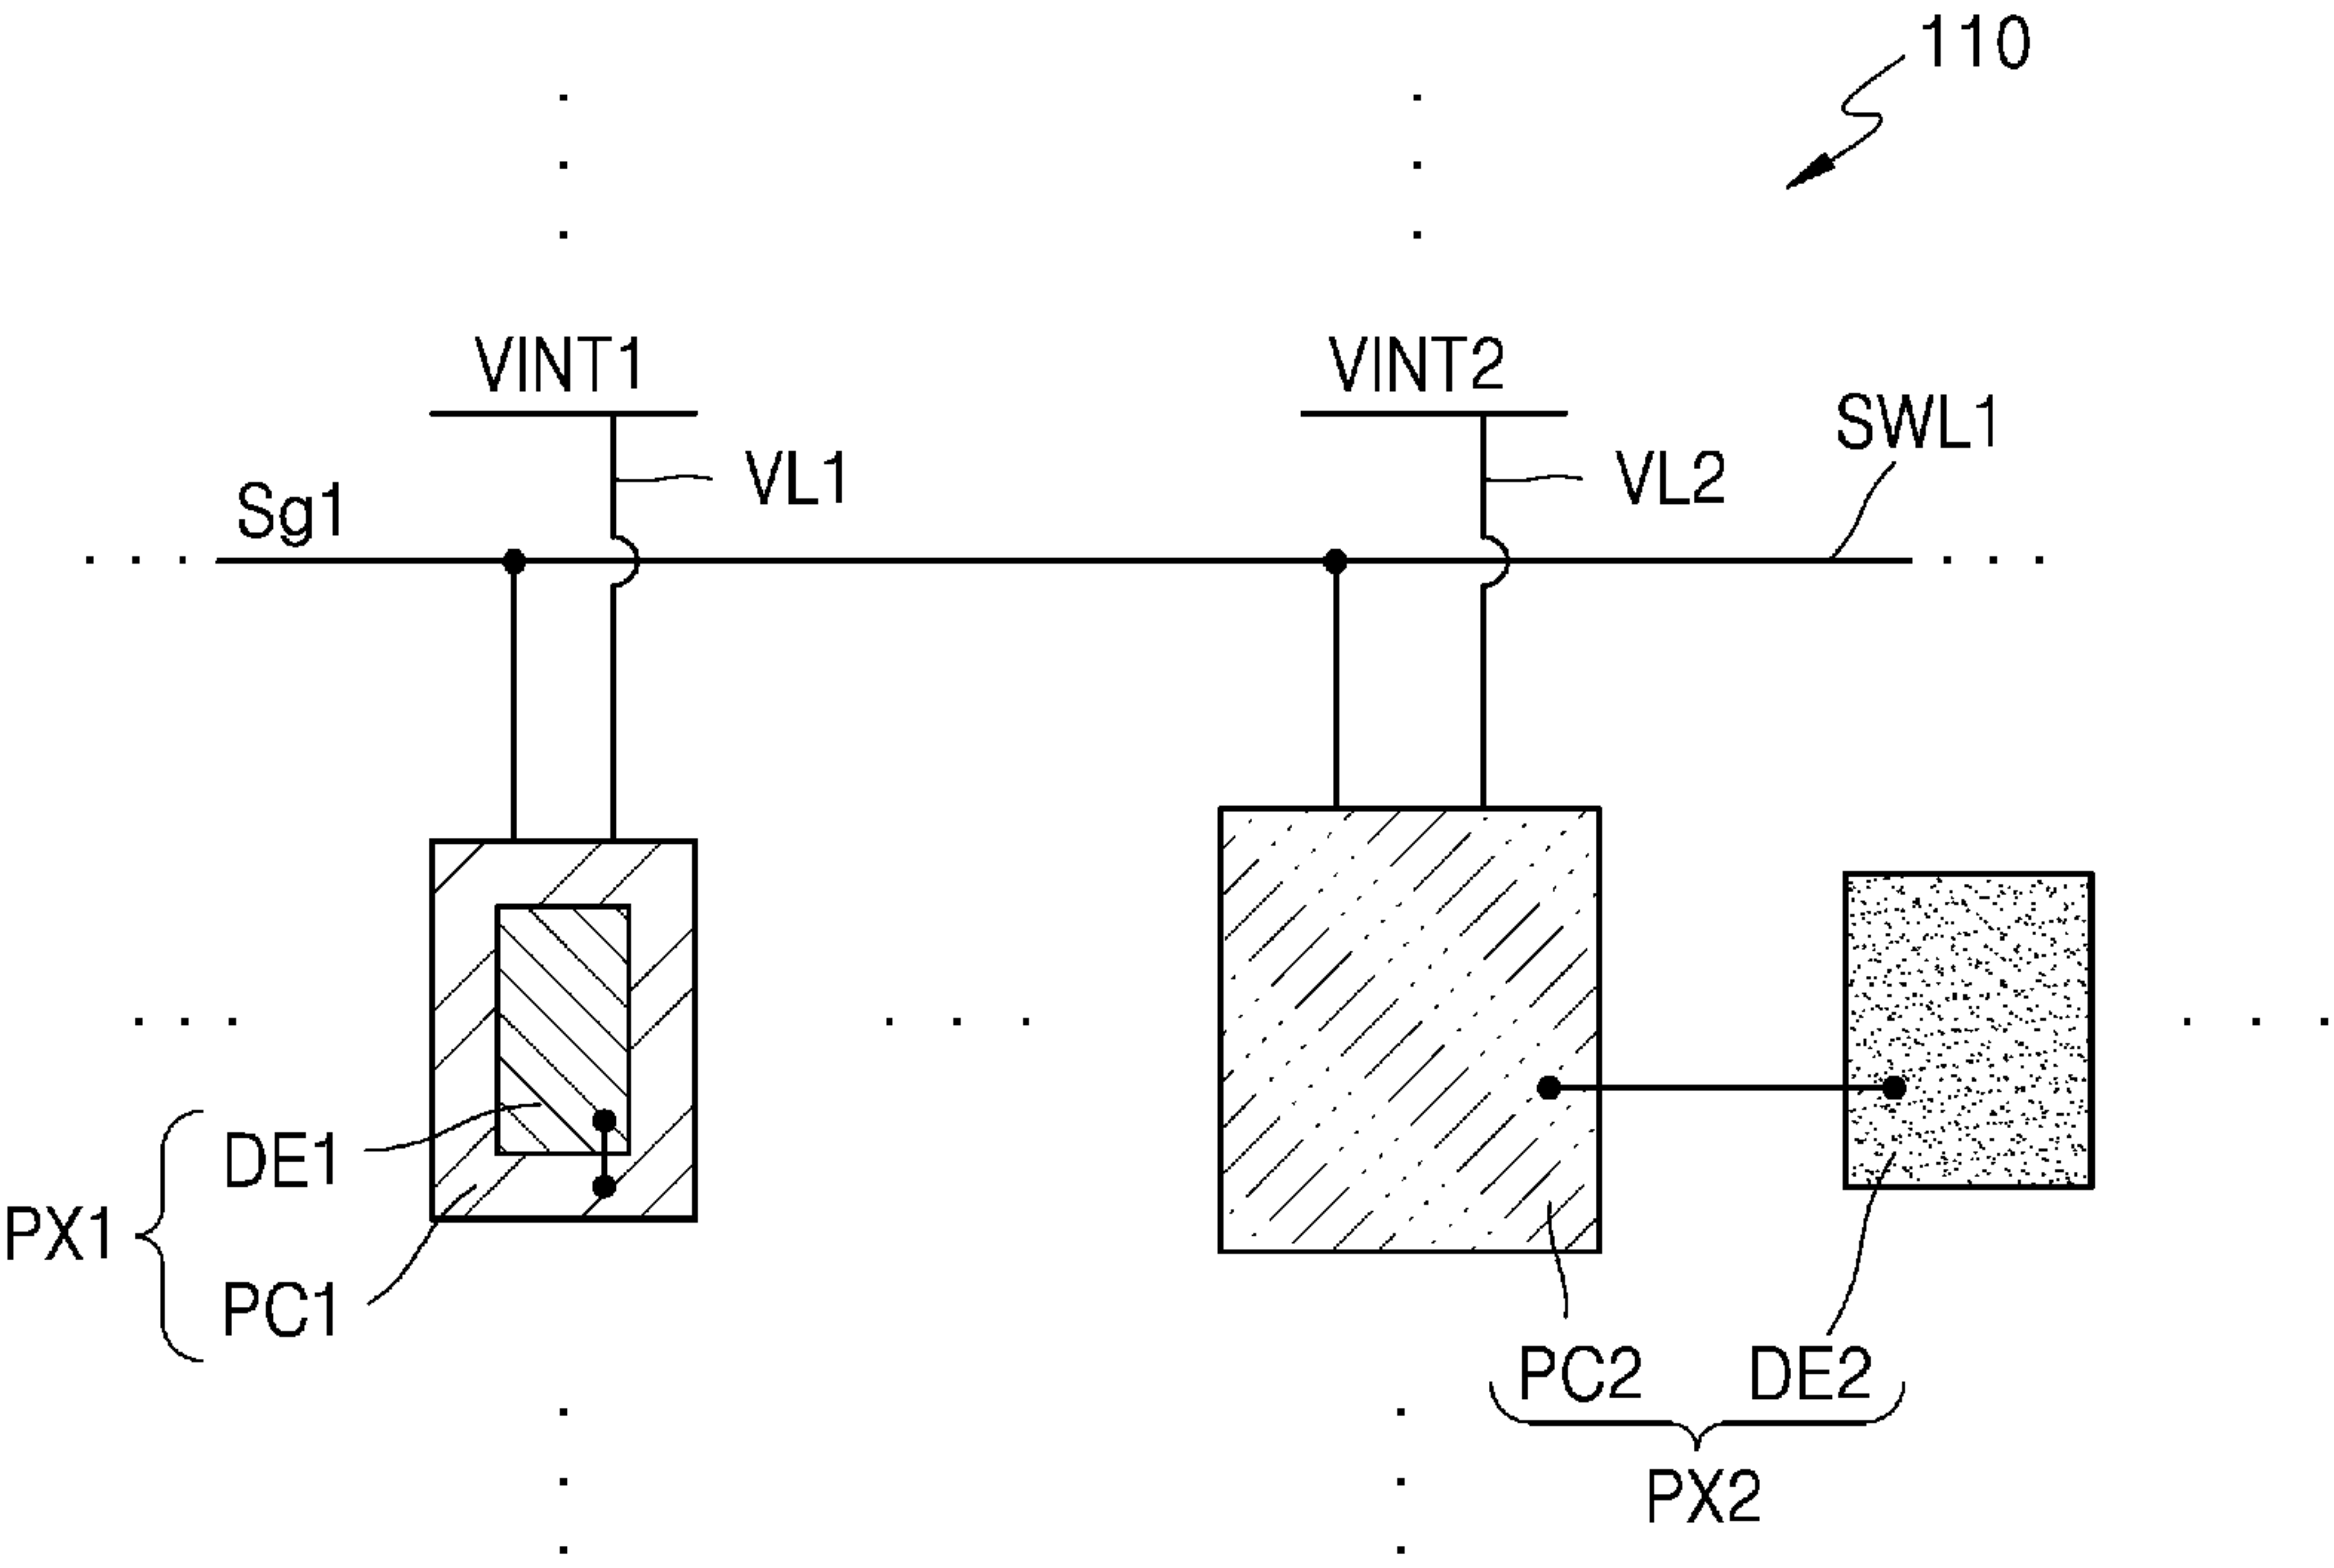 110
VINT1
VINT2
SWL1
VL1
VL2
Sg1
DE1
PX1
PC1
PC2
DE2
PX2